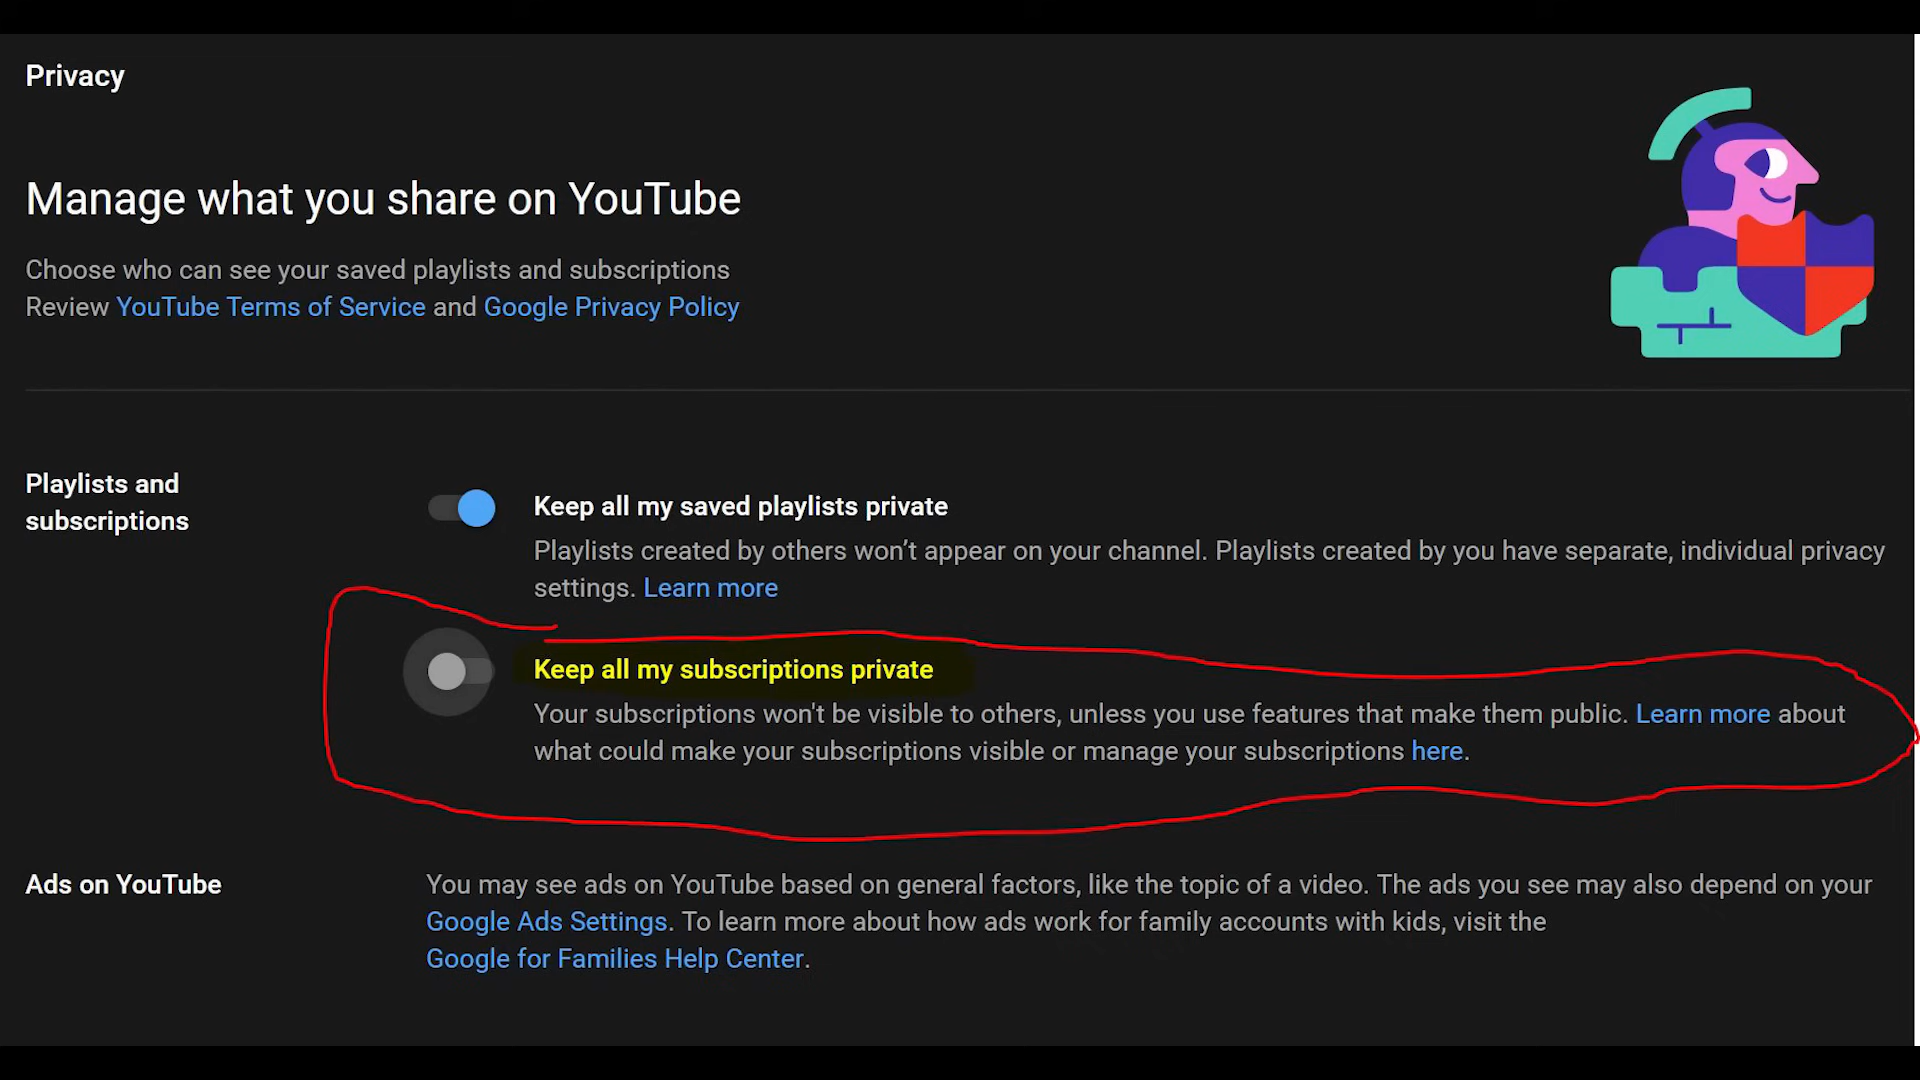 Privacy
Manage what you share on YouTube
Choose who can see your saved playlists and subscriptions
Review YouTube Terms of Service and Google Privacy Policy
Playlists and
subscriptions
Keep all my saved playlists private
Playlists created by others won’t appear on your channel. Playlists created by you have separate, individual privacy
settings. Learn more
Keep all my subscriptions private
Your subscriptions won't be visible to others, unless you use features that make them public. Learn more about
what could make your subscriptions visible or manage your subscriptions here.
Ads on YouTube
You may see ads on YouTube based on general factors, like the topic of a video. The ads you see may also depend on your
Google Ads Settings. To learn more about how ads work for family accounts with kids, visit the
Google for Families Help Center.